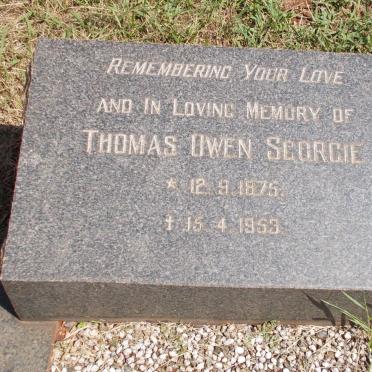 Remembering Your Love
and In Loving Memory of
Thomas Owen Scorgie
* 12.9.1875.
† 15.4.1953.